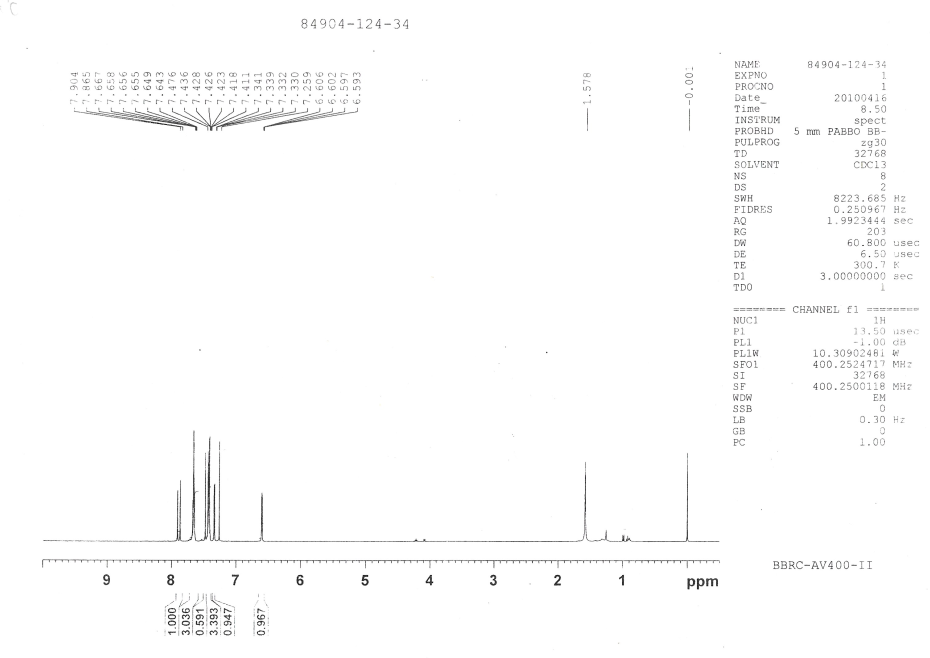 84904-124-34
7.904
7.865
7.667
7.658
7.656
7.655
7.649
7.643
7.476
7.436
7.428
7.426
7.423
7.418
7.411
7.341
7.339
7.332
7.330
7.259
6.606
6.602
6.597
6.593
1.578
-0.001
NAME 84904-124-34
EXPNO 1
PROCNO 1
Date_ 20100416
Time 8.50
INSTRUM spect
PROBHD 5 mm PABBO BB-
PULPROG zg30
TD 32768
SOLVENT CDCl3
NS 8
DS 2
SWH 8223.685 Hz
FIDRES 0.250967 Hz
AQ 1.9923444 sec
RG 203
DW 60.800 usec
DE 6.50 usec
TE 300.7 K
D1 3.00000000 sec
TD0 1
======== CHANNEL f1 ========
NUC1 1H
P1 13.50 usec
PL1 -1.00 dB
PL1W 10.30902481 W
SFO1 400.2524717 MHz
SI 32768
SF 400.2500118 MHz
WDW EM
SSB 0
LB 0.30 Hz
GB 0
PC 1.00
9 8 7 6 5 4 3 2 1 ppm
1.000
3.036
0.591
3.393
0.947
0.967
BBRC-AV400-II